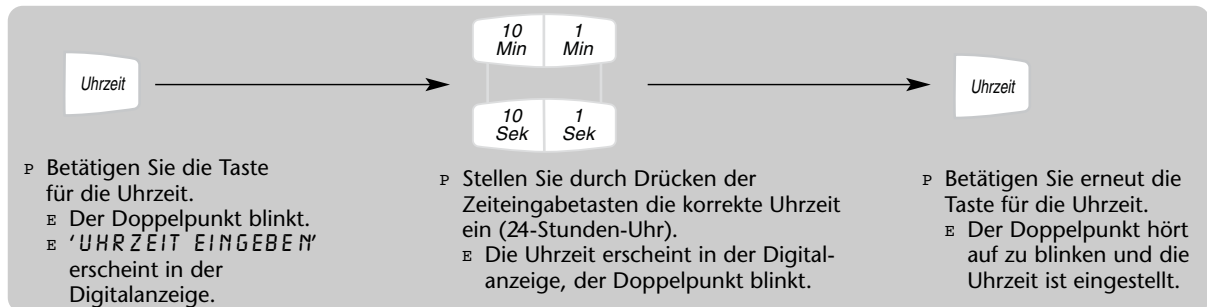 Uhrzeit
10 Min
1 Min
10 Sek
1 Sek
Uhrzeit
P Betätigen Sie die Taste
für die Uhrzeit.
E Der Doppelpunkt blinkt.
E 'UHRZEIT EINGEBEN'
erscheint in der
Digitalanzeige.
P Stellen Sie durch Drücken der
Zeiteingabetasten die korrekte Uhrzeit
ein (24-Stunden-Uhr).
E Die Uhrzeit erscheint in der Digital-
anzeige, der Doppelpunkt blinkt.
P Betätigen Sie erneut die
Taste für die Uhrzeit.
E Der Doppelpunkt hört
auf zu blinken und die
Uhrzeit ist eingestellt.